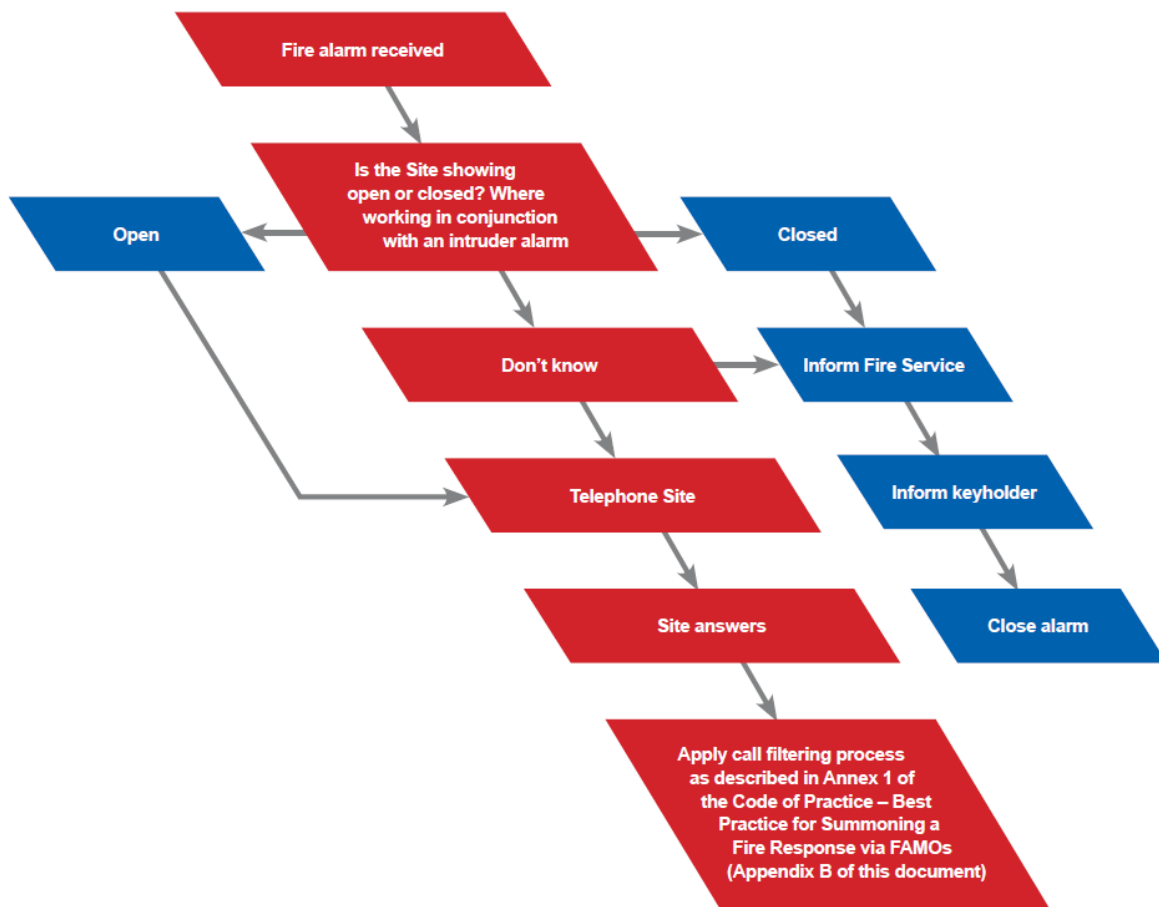 Fire alarm received
Is the Site showing
open or closed? Where
working in conjunction
with an intruder alarm
Open
Closed
Don’t know
Inform Fire Service
Telephone Site
Inform keyholder
Site answers
Close alarm
Apply call filtering process
as described in Annex 1 of
the Code of Practice – Best
Practice for Summoning a
Fire Response via FAMOs
(Appendix B of this document)